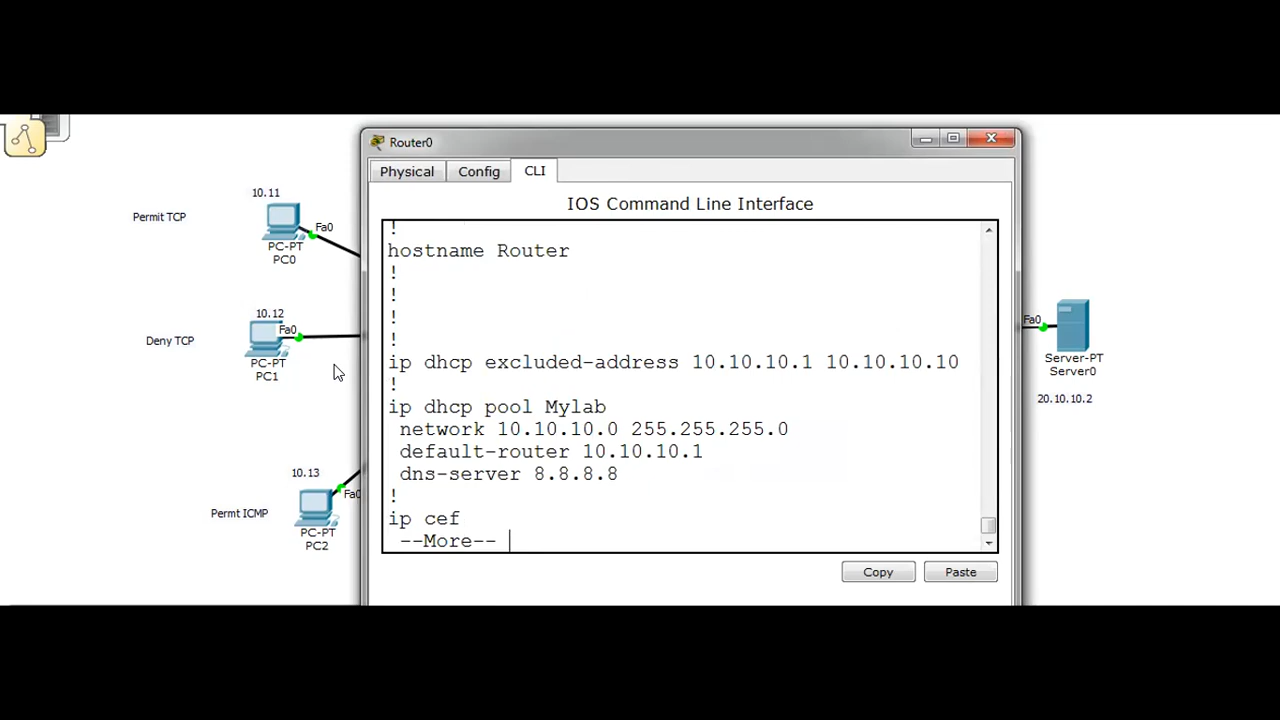 Router0
Physical
Config
CLI
IOS Command Line Interface
!
hostname Router
!
!
!
!
ip dhcp excluded-address 10.10.10.1 10.10.10.10
!
ip dhcp pool Mylab
network 10.10.10.0 255.255.255.0
default-router 10.10.10.1
dns-server 8.8.8.8
!
ip cef
--More--
Copy
Paste
10.11
Permit TCP
Fa0
PC-PT
PC0
10.12
Fa0
Deny TCP
PC-PT
PC1
10.13
Fa0
Permt ICMP
PC-PT
PC2
Fa0
Server-PT
Server0
20.10.10.2